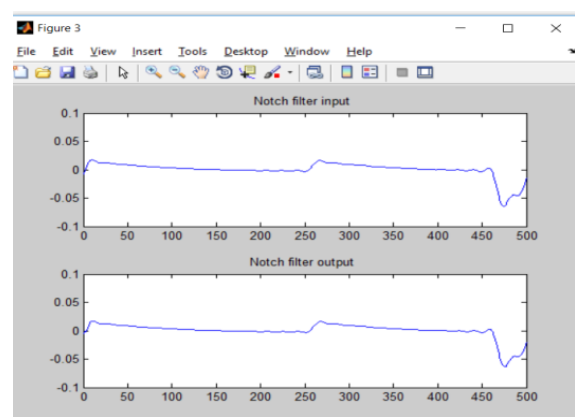 Figure 3
File Edit View Insert Tools Desktop Window Help
Notch filter input
0.1
0.05
0
-0.05
-0.1
0 50 100 150 200 250 300 350 400 450 500
Notch filter output
0.1
0.05
0
-0.05
-0.1
0 50 100 150 200 250 300 350 400 450 500